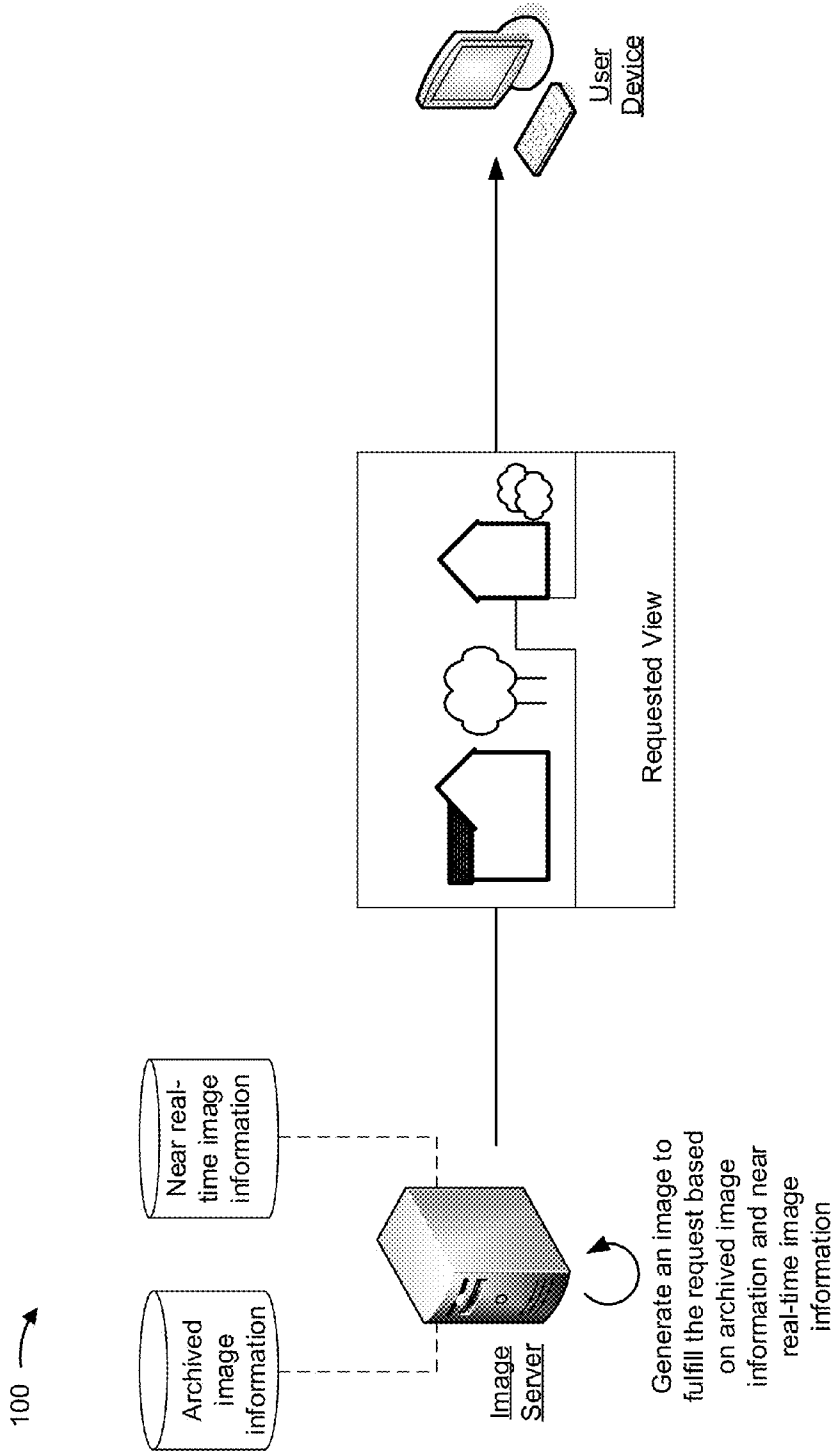 100
Archived
image
information
Near real-
time image
information
Image
Server
Generate an image to
fulfill the request based
on archived image
information and near
real-time image
information
Requested View
User
Device